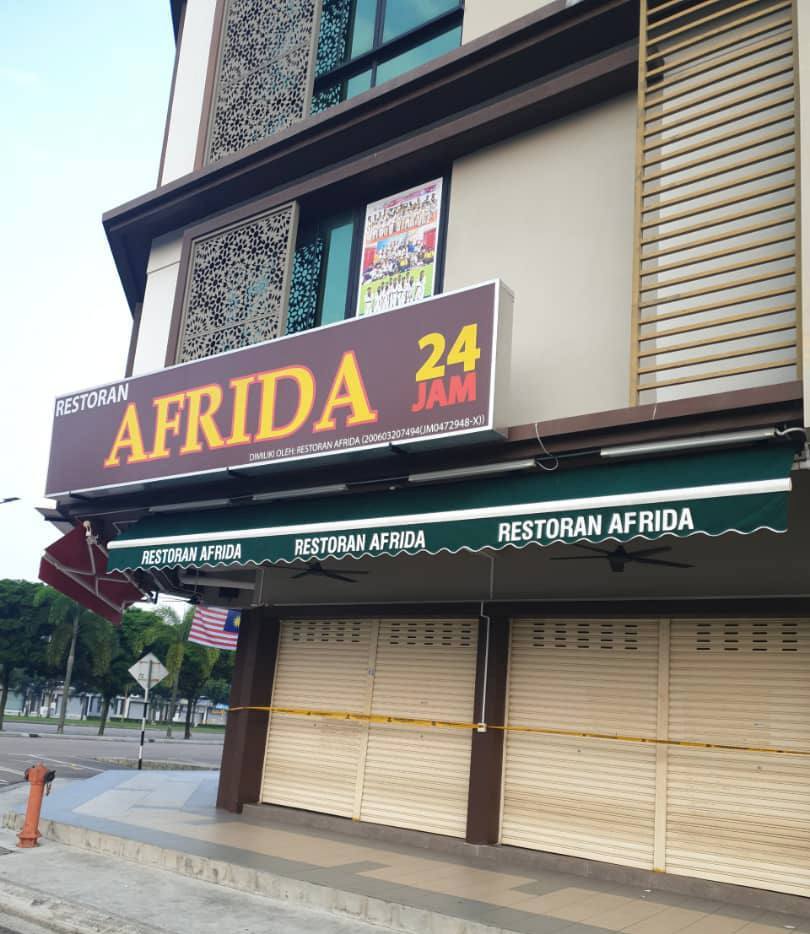 RESTORAN
AFRIDA
24
JAM
DIMILIKI OLEH: RESTORAN AFRIDA (200603207494(JM0472948-X))
RESTORAN AFRIDA
RESTORAN AFRIDA
RESTORAN AFRIDA